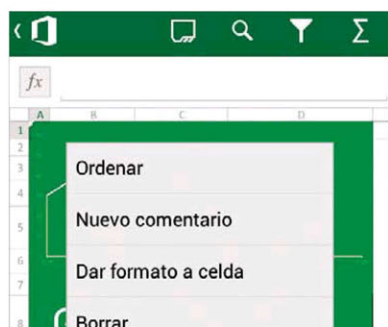 Σ
fx
A B C D
1
2
3
Ordenar
4
5
Nuevo comentario
6
Dar formato a celda
7
8
Borrar